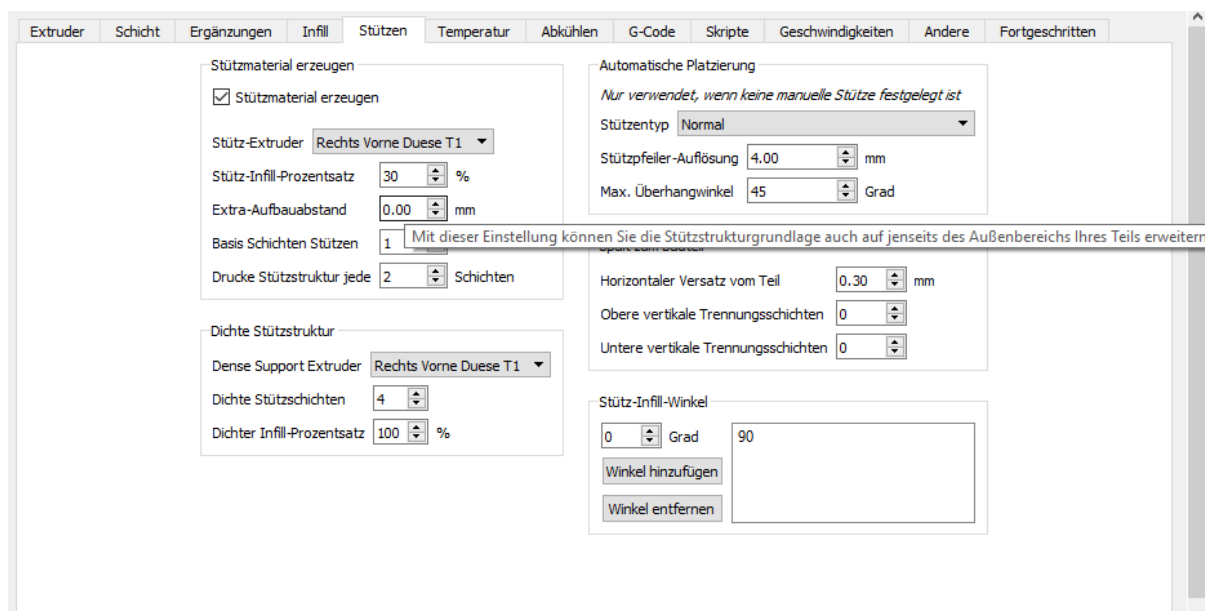 Extruder Schicht Ergänzungen Infill Stützen Temperatur Abkühlen G-Code Skripte Geschwindigkeiten Andere Fortgeschritten
Stützmaterial erzeugen
Stützmaterial erzeugen
Stütz-Extruder Rechts Vorne Duese T1
Stütz-Infill-Prozentsatz 30 %
Extra-Aufbauabstand 0.00 mm
Basis Schichten Stützen 1
Drucke Stützstruktur jede 2 Schichten
Dichte Stützstruktur
Dense Support Extruder Rechts Vorne Duese T1
Dichte Stützschichten 4
Dichter Infill-Prozentsatz 100 %
Automatische Platzierung
Nur verwendet, wenn keine manuelle Stütze festgelegt ist
Stützentyp Normal
Stützpfeiler-Auflösung 4.00 mm
Max. Überhangwinkel 45 Grad
Mit dieser Einstellung können Sie die Stützstrukturgrundlage auch auf jenseits des Außenbereichs Ihres Teils erweitern
Horizontaler Versatz vom Teil 0.30 mm
Obere vertikale Trennungsschichten 0
Untere vertikale Trennungsschichten 0
Stütz-Infill-Winkel
0 Grad 90
Winkel hinzufügen
Winkel entfernen